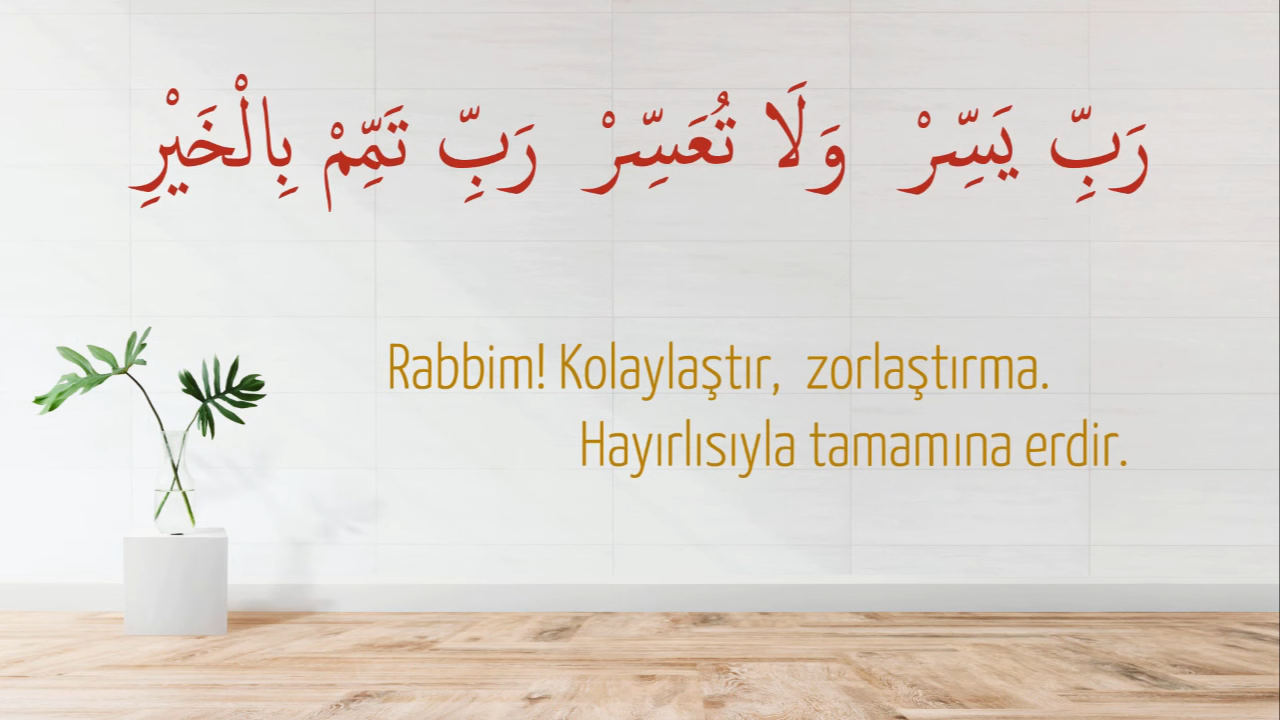 رَبِّ يَسِّرْ وَلَا تُعَسِّرْ رَبِّ تَمِّمْ بِالْخَيْرِ
Rabbim! Kolaylaştır, zorlaştırma.
Hayırlısıyla tamamına erdir.